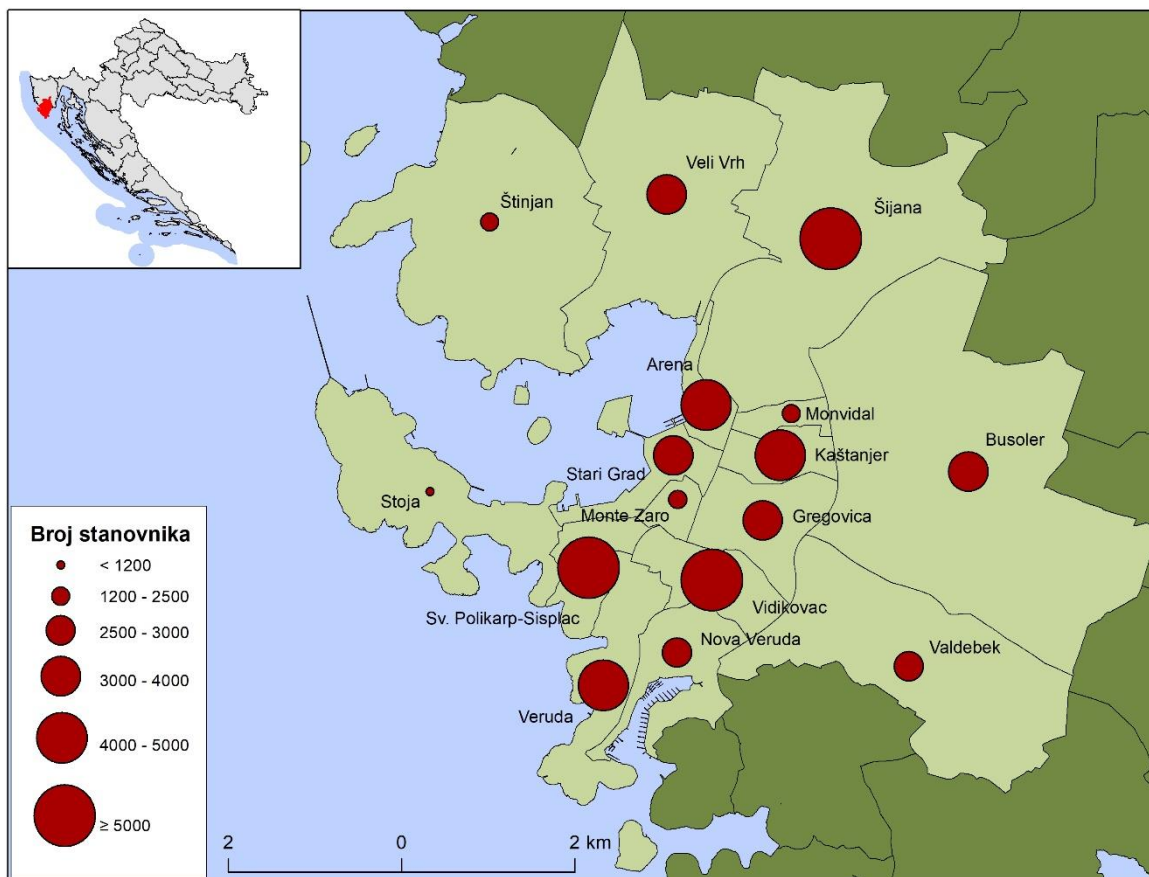 Veli Vrh
Štinjan
Šijana
Arena
Monvidal
Busoler
Kaštanjer
Stari Grad
Stoja
Monte Zaro
Gregovica
Sv. Polikarp-Sisplac
Vidikovac
Nova Veruda
Valdebek
Veruda
Broj stanovnika
< 1200
1200 - 2500
2500 - 3000
3000 - 4000
4000 - 5000
≥ 5000
2 0 2 km